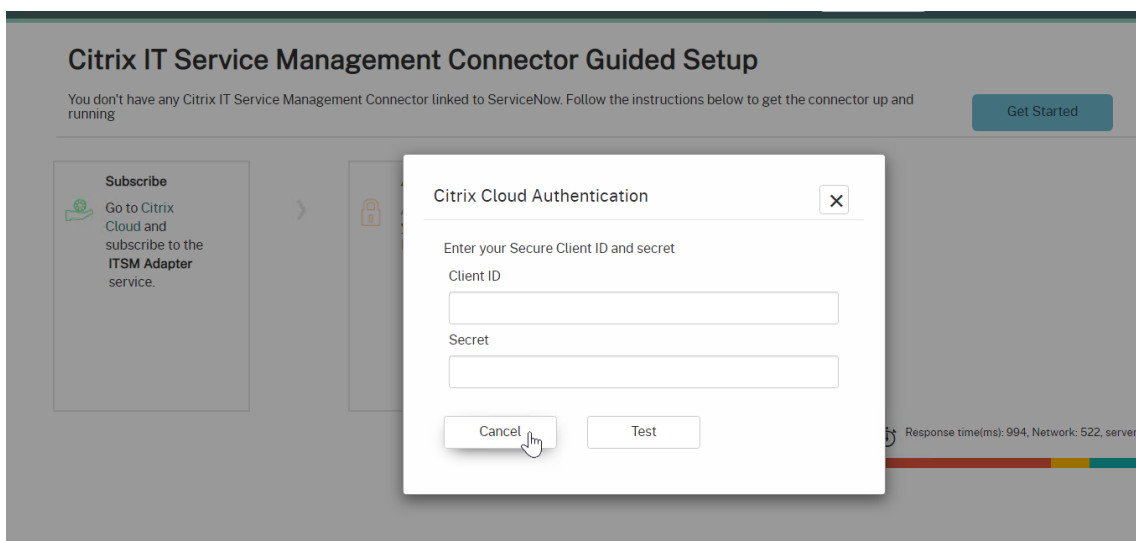 Citrix IT Service Management Connector Guided Setup
You don't have any Citrix IT Service Management Connector linked to ServiceNow. Follow the instructions below to get the connector up and
running
Get Started
Subscribe
Go to Citrix
Cloud and
subscribe to the
ITSM Adapter
service.
Citrix Cloud Authentication
Enter your Secure Client ID and secret
Client ID
Secret
Cancel
Test
Response time(ms): 994, Network: 522, server